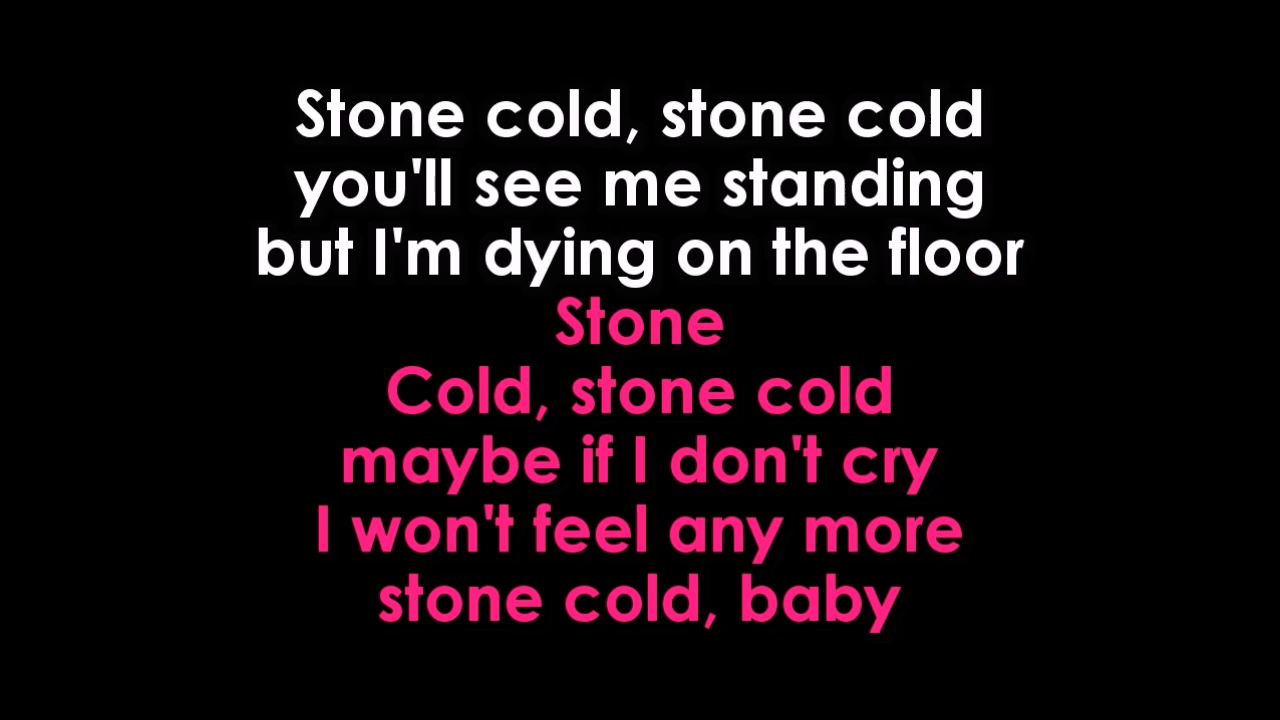 Stone cold, stone cold
you'll see me standing
but I'm dying on the floor
Stone
Cold, stone cold
maybe if I don't cry
I won't feel any more
stone cold, baby